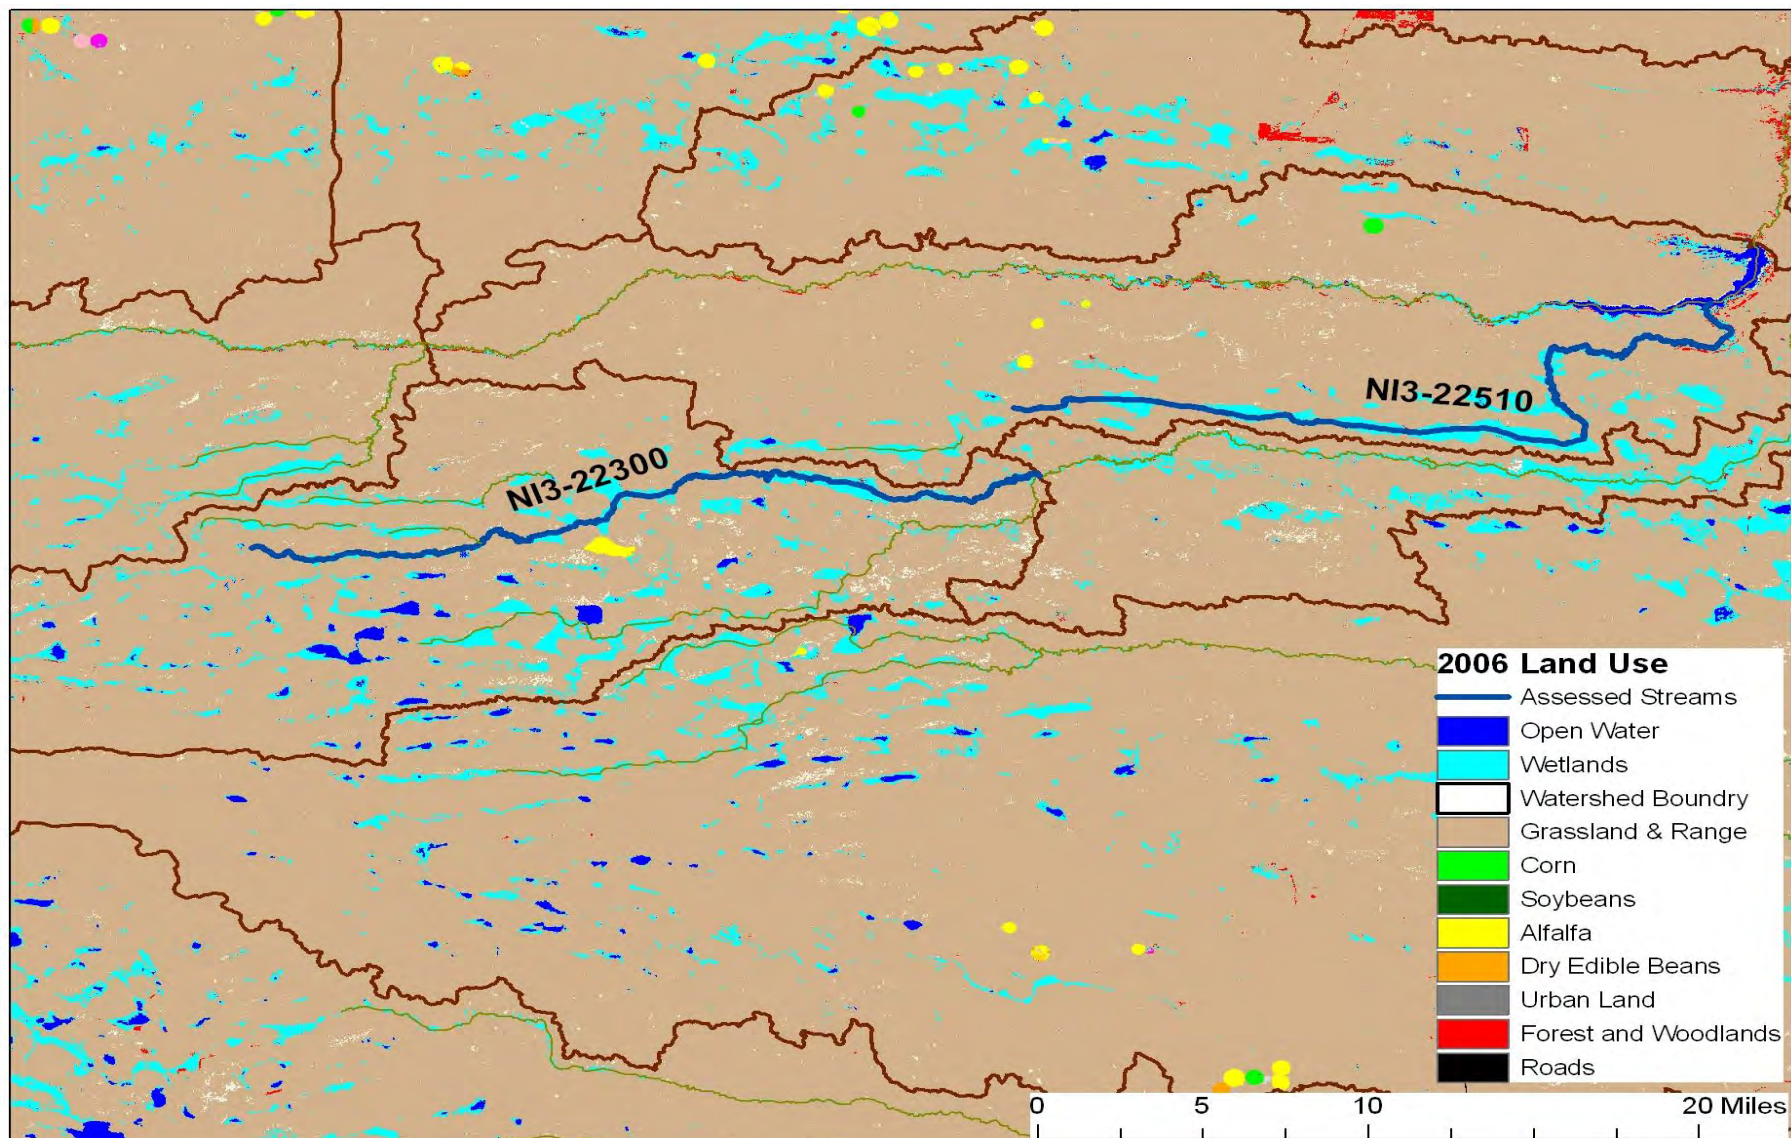 NI3-22510
NI3-22300
2006 Land Use
Assessed Streams
Open Water
Wetlands
Watershed Boundry
Grassland & Range
Corn
Soybeans
Alfalfa
Dry Edible Beans
Urban Land
Forest and Woodlands
Roads
0 5 10 20 Miles